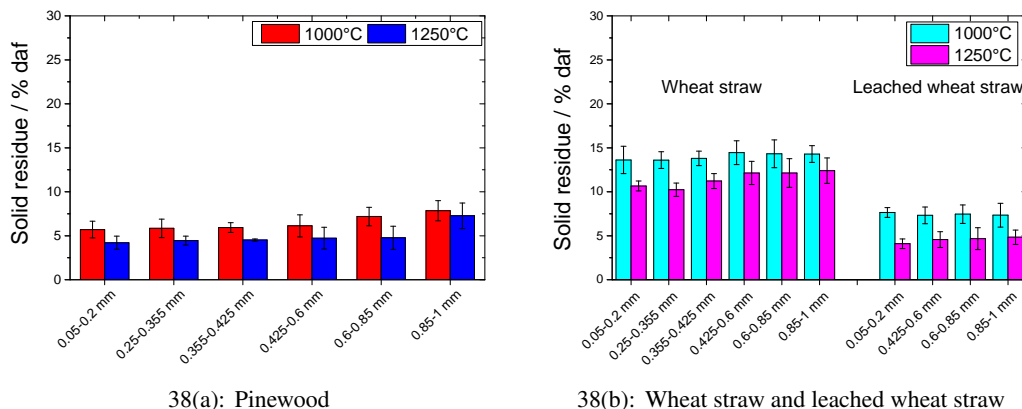 Solid residue / % daf
30
25
20
15
10
5
0
1000°C 1250°C
0.05-0.2 mm
0.25-0.355 mm
0.355-0.425 mm
0.425-0.6 mm
0.6-0.85 mm
0.85-1 mm
38(a): Pinewood
Solid residue / % daf
30
25
20
15
10
5
0
1000°C
1250°C
Wheat straw
Leached wheat straw
0.05-0.2 mm
0.25-0.355 mm
0.355-0.425 mm
0.425-0.6 mm
0.6-0.85 mm
0.85-1 mm
0.05-0.2 mm
0.425-0.6 mm
0.6-0.85 mm
0.85-1 mm
38(b): Wheat straw and leached wheat straw